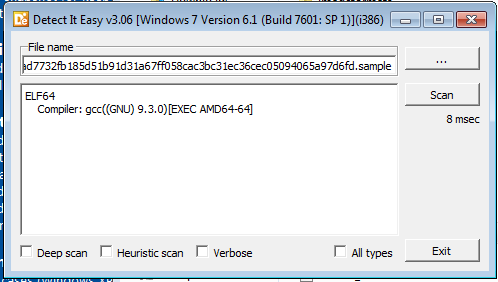 Detect It Easy v3.06 [Windows 7 Version 6.1 (Build 7601: SP 1)](i386)
File name
ad7732fb185d51b91d31a67ff058cac3bc31ec36cec05094065a97d6fd.sample
...
ELF64
Scan
Compiler: gcc((GNU) 9.3.0)[EXEC AMD64-64]
8 msec
Deep scan
Heuristic scan
Verbose
All types
Exit